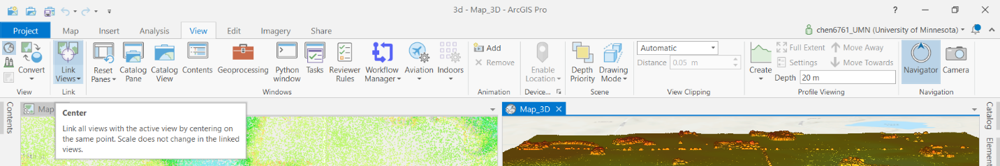 3d - Map_3D - ArcGIS Pro
?
Project Map Insert Analysis View Edit Imagery Share
chen6761_UMN (University of Minnesota)
Convert
Link Views
Reset Panes
Catalog Pane
Catalog View
Contents
Geoprocessing
Python window
Tasks
Reviewer Rules
Workflow Manager
Aviation
Indoors
Add
Remove
Enable Location
Depth Priority
Drawing Mode
Automatic
Distance 0.05 m
Create
Full Extent
Settings
Move Away
Move Towards
Depth 20 m
Navigator
Camera
View Link Windows Animation Device... Scene View Clipping Profile Viewing Navigation
Contents
Map
Center
Link all views with the active view by centering on
the same point. Scale does not change in the linked
views.
Map_3D
Catalog
Element